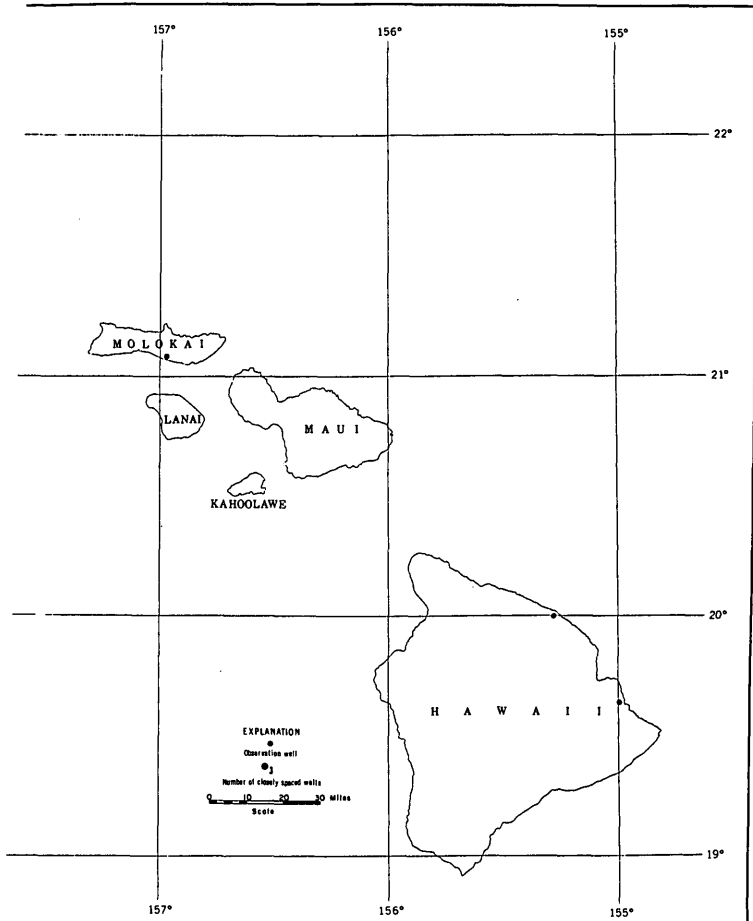 157° 156° 155°
22°
MOLOKAI
21°
LANAI
MAUI
KAHOOLAWE
20°
HAWAII
EXPLANATION
Observation well
3
Number of closely spaced wells
0 10 20 30 Miles
Scale
19°
157° 156° 155°